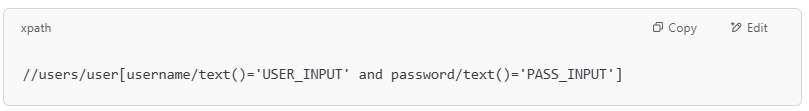 xpath Copy Edit
//users/user[username/text()='USER_INPUT' and password/text()='PASS_INPUT']